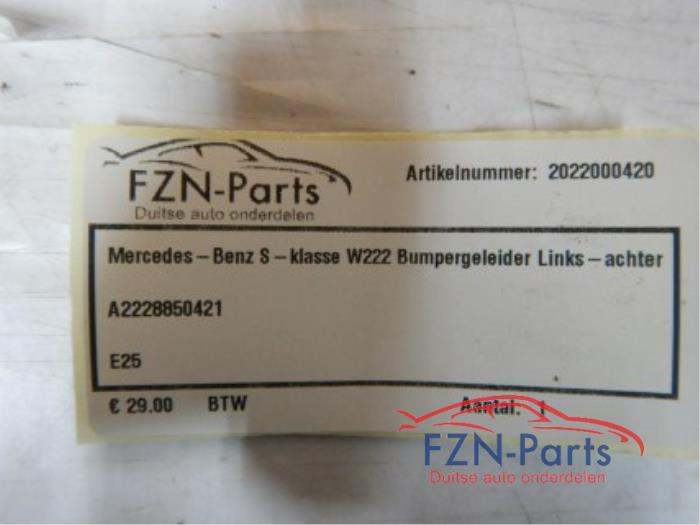 FZN-Parts
Duitse auto onderdelen
Artikelnummer: 2022000420
Mercedes-Benz S-klasse W222 Bumpergeleider Links-achter
A2228850421
E25
€ 29.00 BTW Aantal: 1
FZN-Parts
Duitse auto onderdelen